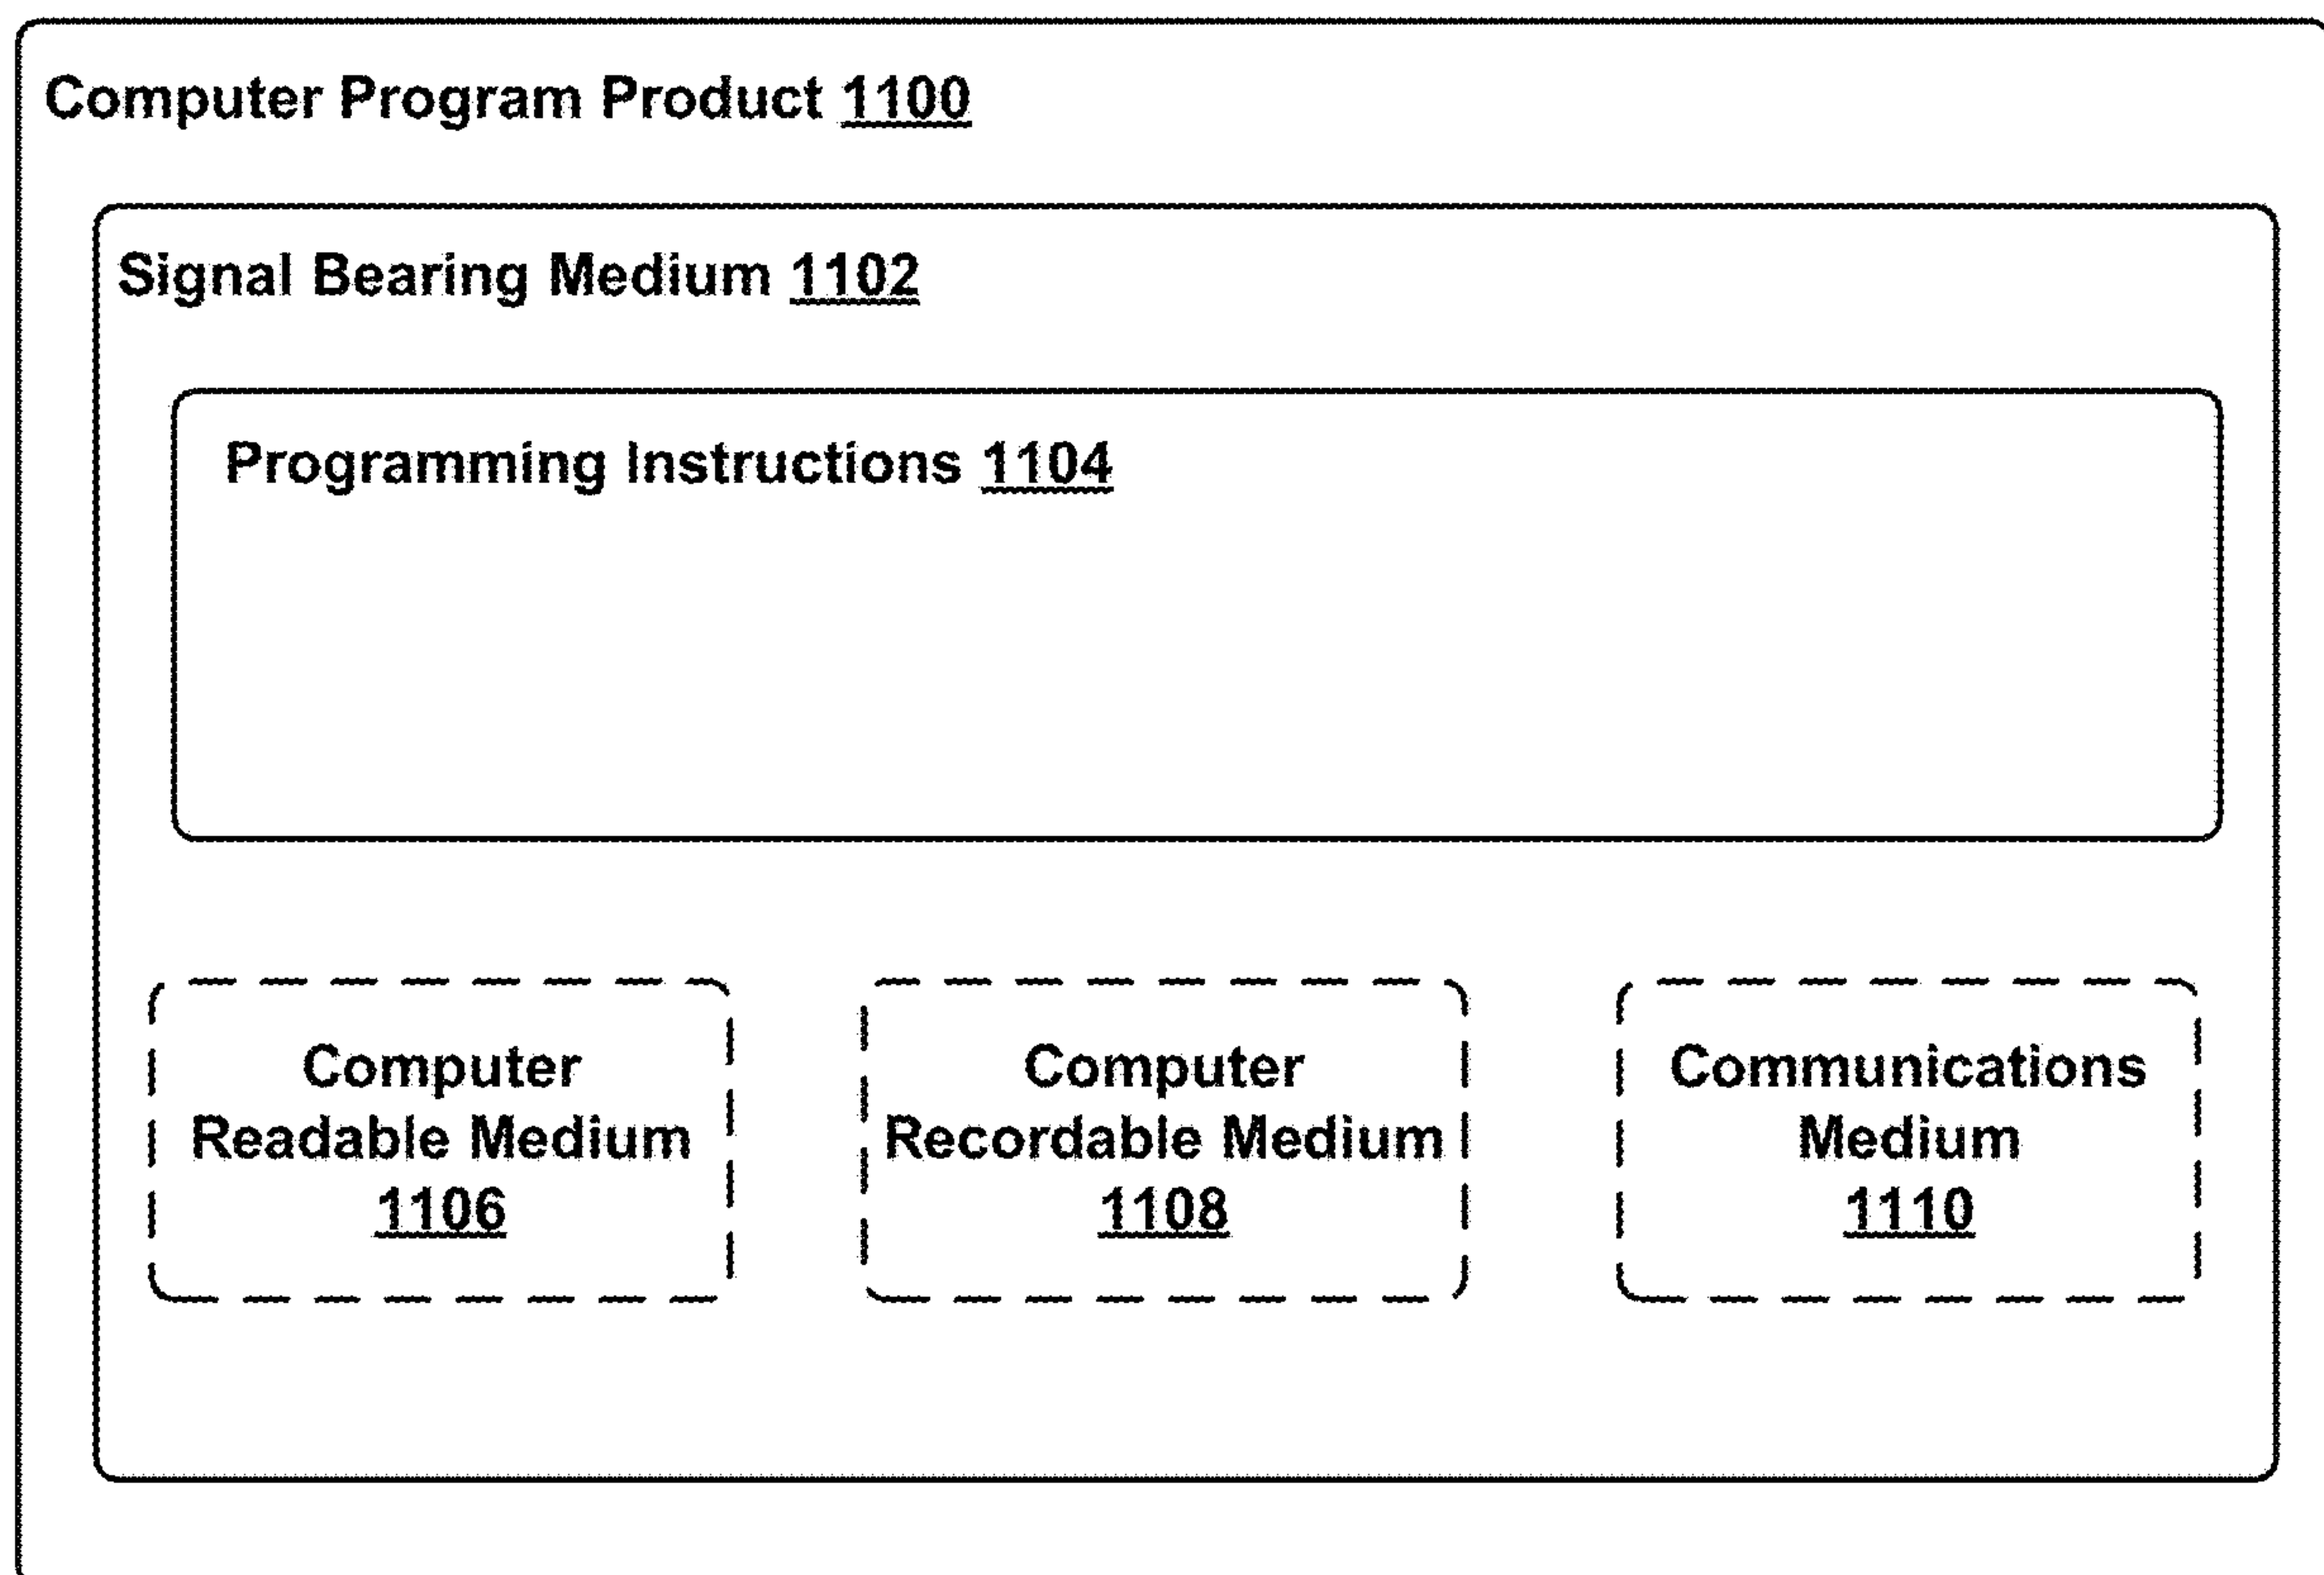 Computer Program Product 1100
Signal Bearing Medium 1102
Programming Instructions 1104
Computer
Readable Medium
1106
Computer
Recordable Medium
1108
Communications
Medium
1110